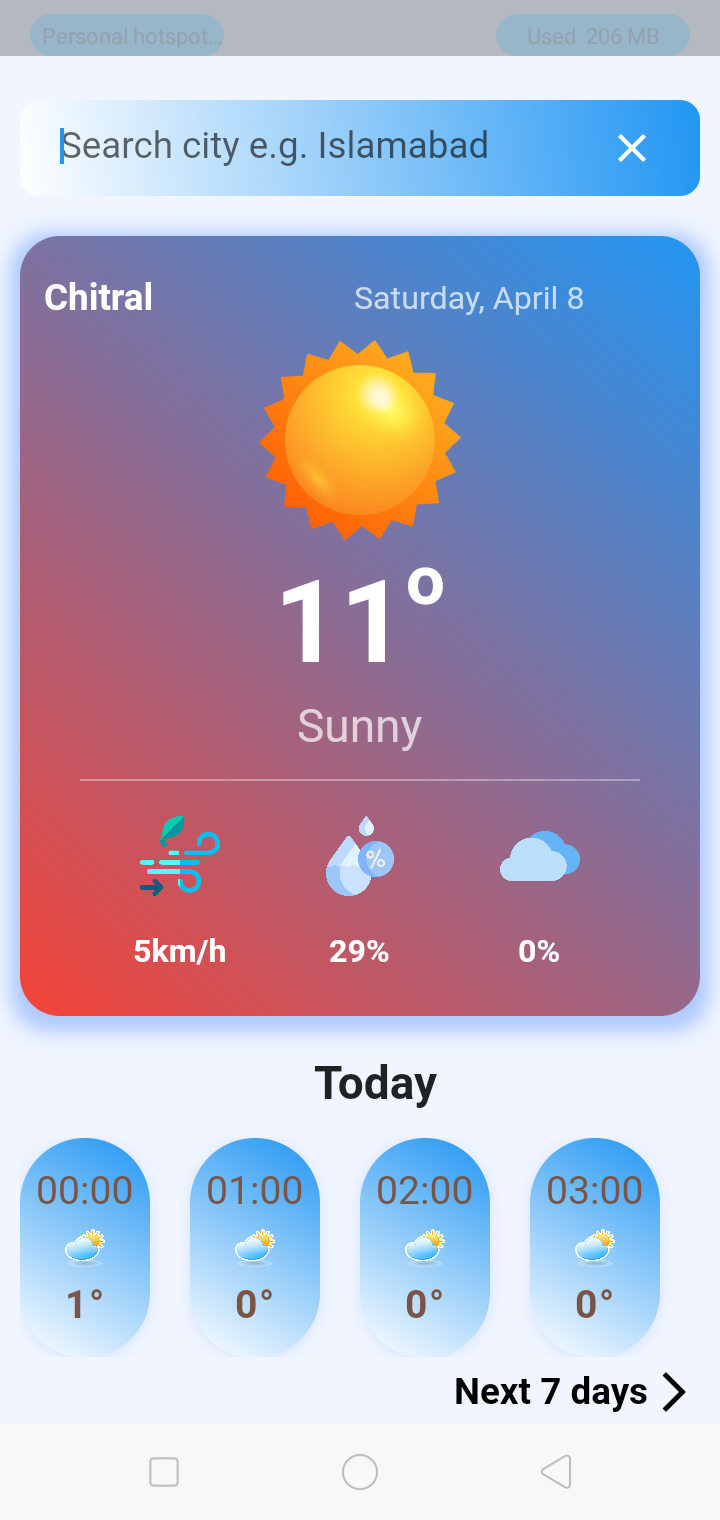 Personal hotspot... Used 206 MB
Search city e.g. Islamabad
Chitral Saturday, April 8
11°
Sunny
%
5km/h 29% 0%
Today
00:00 01:00 02:00 03:00
1° 0° 0° 0°
Next 7 days